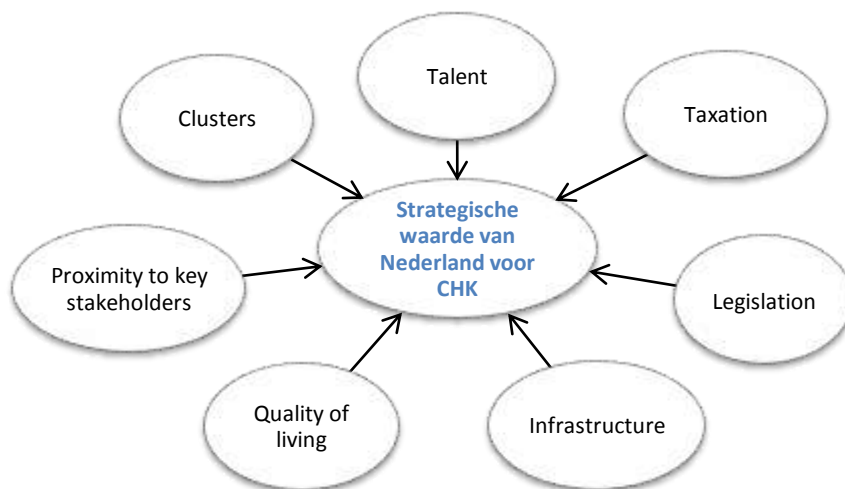 Talent
Clusters
Taxation
Strategische
waarde van
Nederland voor
CHK
Proximity to key
stakeholders
Legislation
Quality of
living
Infrastructure